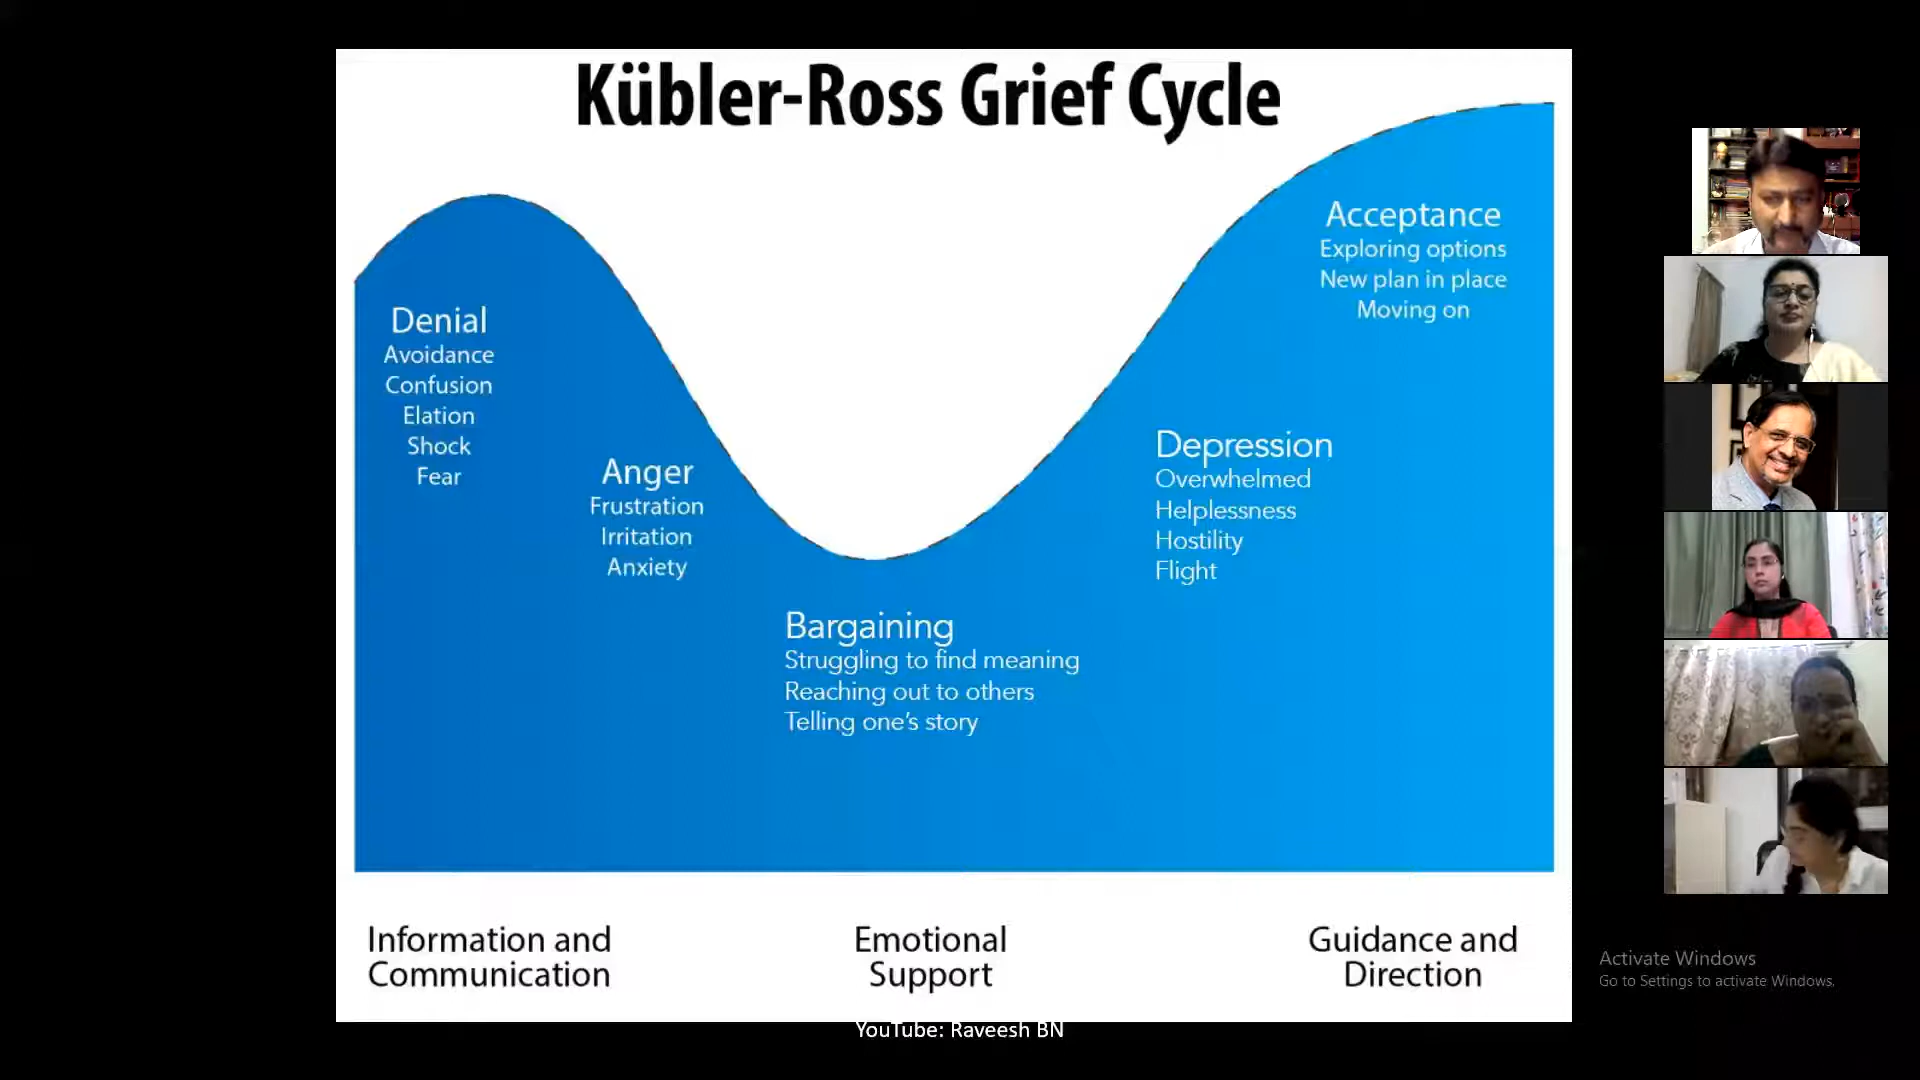 Kübler-Ross Grief Cycle
Denial
Avoidance
Confusion
Elation
Shock
Fear
Anger
Frustration
Irritation
Anxiety
Bargaining
Struggling to find meaning
Reaching out to others
Telling one’s story
Depression
Overwhelmed
Helplessness
Hostility
Flight
Acceptance
Exploring options
New plan in place
Moving on
Information and
Communication
Emotional
Support
Guidance and
Direction
YouTube: Raveesh BN
Activate Windows
Go to Settings to activate Windows.